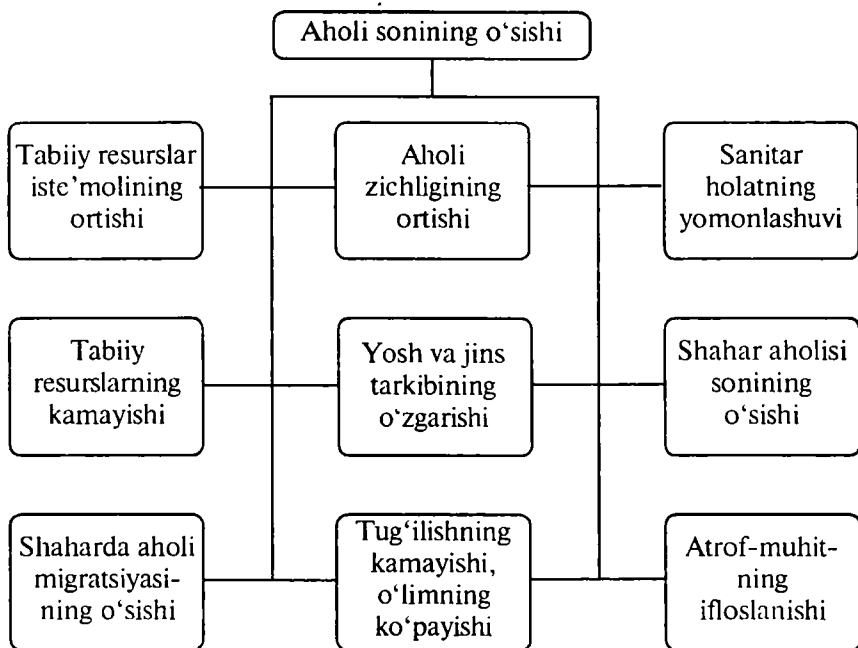 Aholi sonining o‘sishi
Tabiiy resurslar
iste’molining
ortishi
Aholi
zichligining
ortishi
Sanitar
holatning
yomonlashuvi
Tabiiy
resurslarning
kamayishi
Yosh va jins
tarkibining
o‘zgarishi
Shahar aholisi
sonining
o‘sishi
Shaharda aholi
migratsiyasi-
ning o‘sishi
Tug‘ilishning
kamayishi,
o‘limning
ko‘payishi
Atrof-muhit-
ning
ifloslanishi